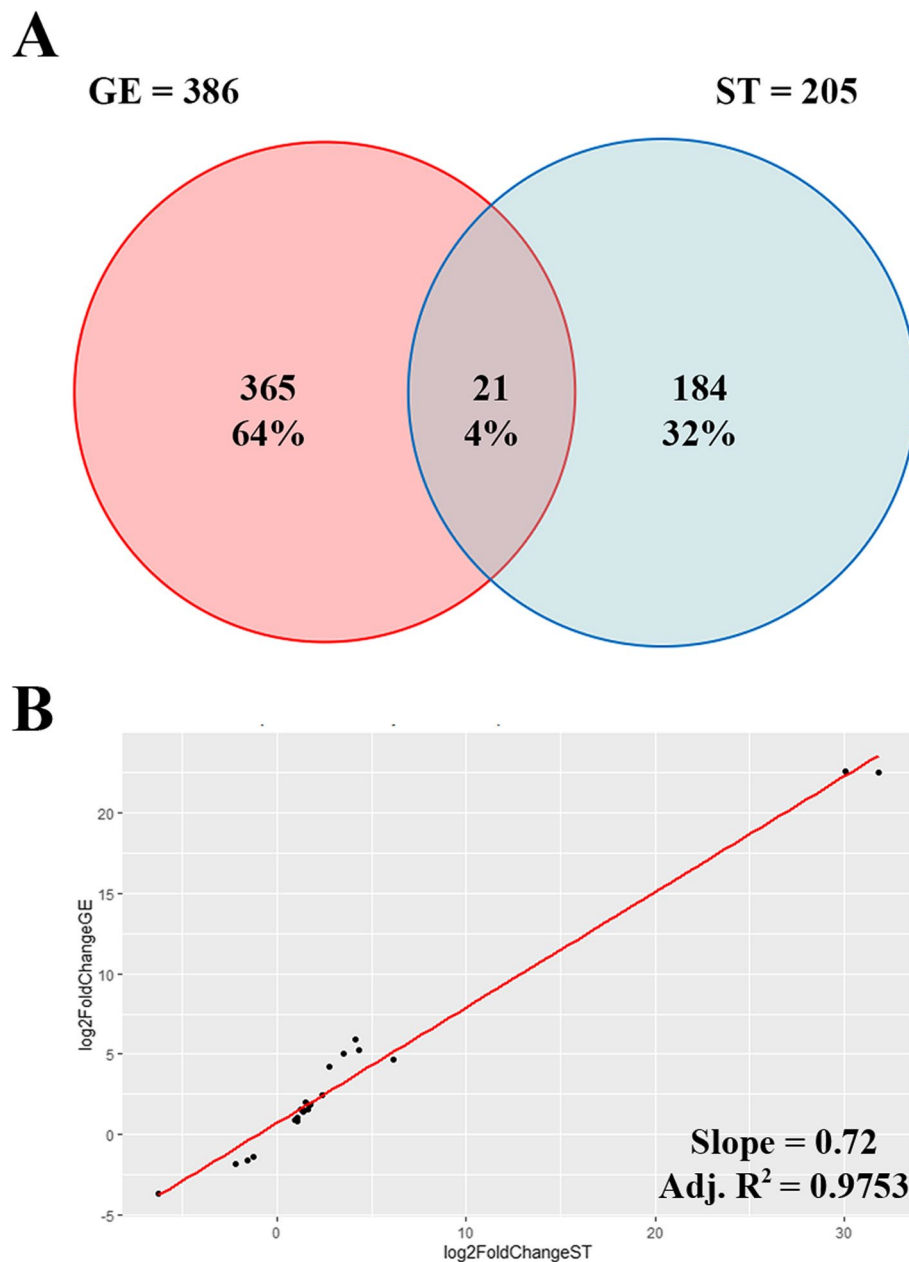 A
GE = 386
ST = 205
365
64%
21
4%
184
32%
B
20
15
10
5
0
-5
log2FoldChangeGE
Slope = 0.72
Adj. R² = 0.9753
0
10
20
30
log2FoldChangeST